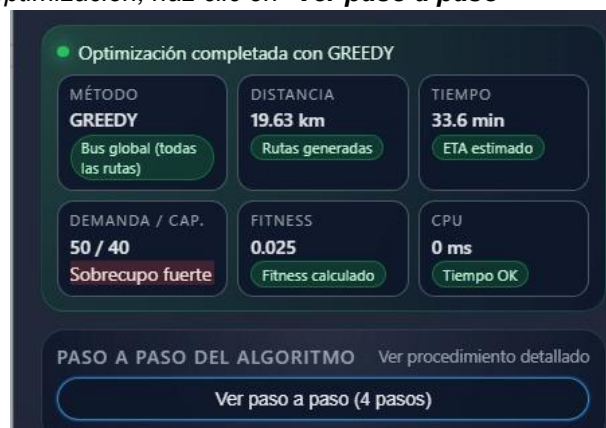 ptimización, haz clic en "Ver paso a paso"
Optimización completada con GREEDY
MÉTODO
GREEDY
Bus global (todas
las rutas)
DISTANCIA
19.63 km
Rutas generadas
TIEMPO
33.6 min
ETA estimado
DEMANDA / CAP.
50 / 40
Sobrecupo fuerte
FITNESS
0.025
Fitness calculado
CPU
0 ms
Tiempo OK
PASO A PASO DEL ALGORITMO
Ver procedimiento detallado
Ver paso a paso (4 pasos)